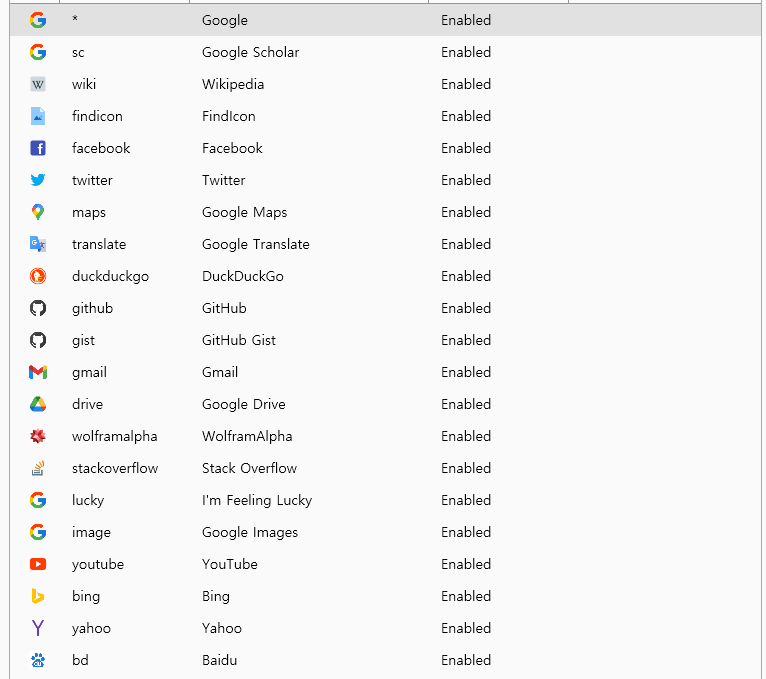 * Google Enabled
sc Google Scholar Enabled
wiki Wikipedia Enabled
findicon FindIcon Enabled
facebook Facebook Enabled
twitter Twitter Enabled
maps Google Maps Enabled
translate Google Translate Enabled
duckduckgo DuckDuckGo Enabled
github GitHub Enabled
gist GitHub Gist Enabled
gmail Gmail Enabled
drive Google Drive Enabled
wolframalpha WolframAlpha Enabled
stackoverflow Stack Overflow Enabled
lucky I'm Feeling Lucky Enabled
image Google Images Enabled
youtube YouTube Enabled
bing Bing Enabled
yahoo Yahoo Enabled
bd Baidu Enabled